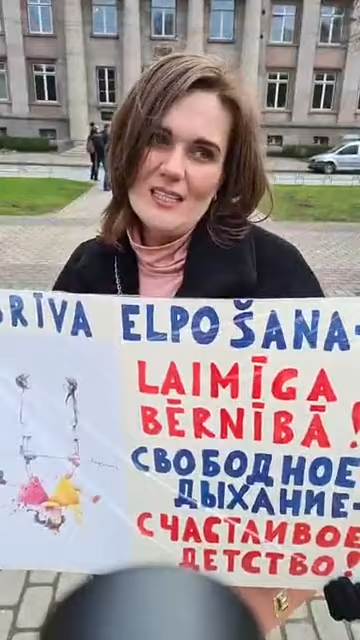 BRĪVA ELPOŠANA-
LAIMĪGA
BĒRNĪBA!
СВОБОДНОЕ
ДЫХАНИЕ-
СЧАСТЛИВОЕ
ДЕТСТВО!